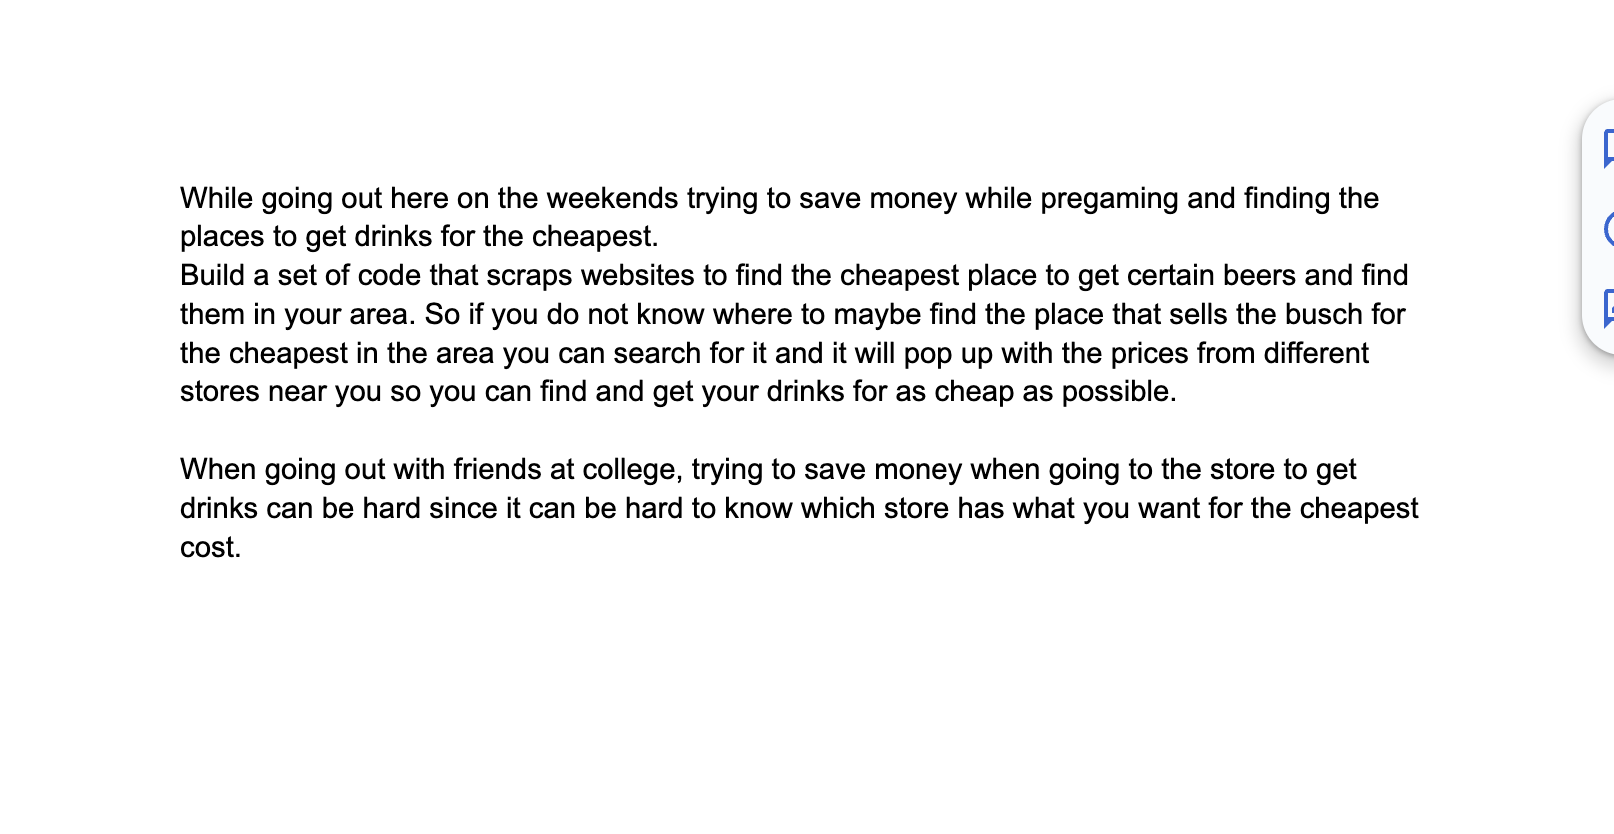 While going out here on the weekends trying to save money while pregaming and finding the
places to get drinks for the cheapest.
Build a set of code that scraps websites to find the cheapest place to get certain beers and find
them in your area. So if you do not know where to maybe find the place that sells the busch for
the cheapest in the area you can search for it and it will pop up with the prices from different
stores near you so you can find and get your drinks for as cheap as possible.
When going out with friends at college, trying to save money when going to the store to get
drinks can be hard since it can be hard to know which store has what you want for the cheapest
cost.